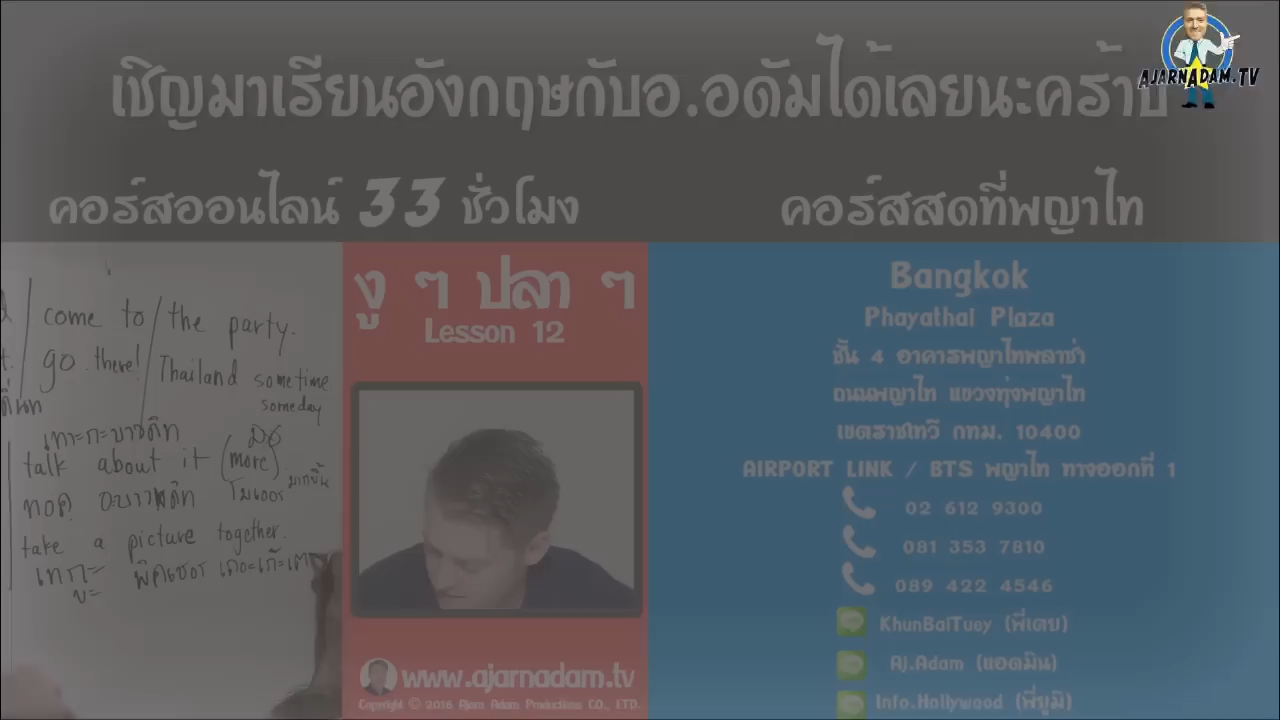 AJARNADAM.TV
เชิญมาเรียนอังกฤษกับอ.อดัมได้เลยนะคร้าบ
คอร์สออนไลน์ 33 ชั่วโมง
คอร์สสดที่พญาไท
come to / the party.
go there! Thailand sometime
someday
talk about it (more)
มากขึ้น
take a picture together.
งู ๆ ปลา ๆ
Lesson 12
www.ajarnadam.tv
Copyright © 2016 Ajarn Adam Productions CO., LTD.
Bangkok
Phayathai Plaza
ชั้น 4 อาคารพญาไทพลาซ่า
ถนนพญาไท แขวงทุ่งพญาไท
เขตราชเทวี กทม. 10400
AIRPORT LINK / BTS พญาไท ทางออกที่ 1
02 612 9300
081 353 7810
089 422 4546
KhunBaiTuey (พี่เตย)
Aj.Adam (แอดมิน)
Info.Hollywood (พี่ยูมิ)